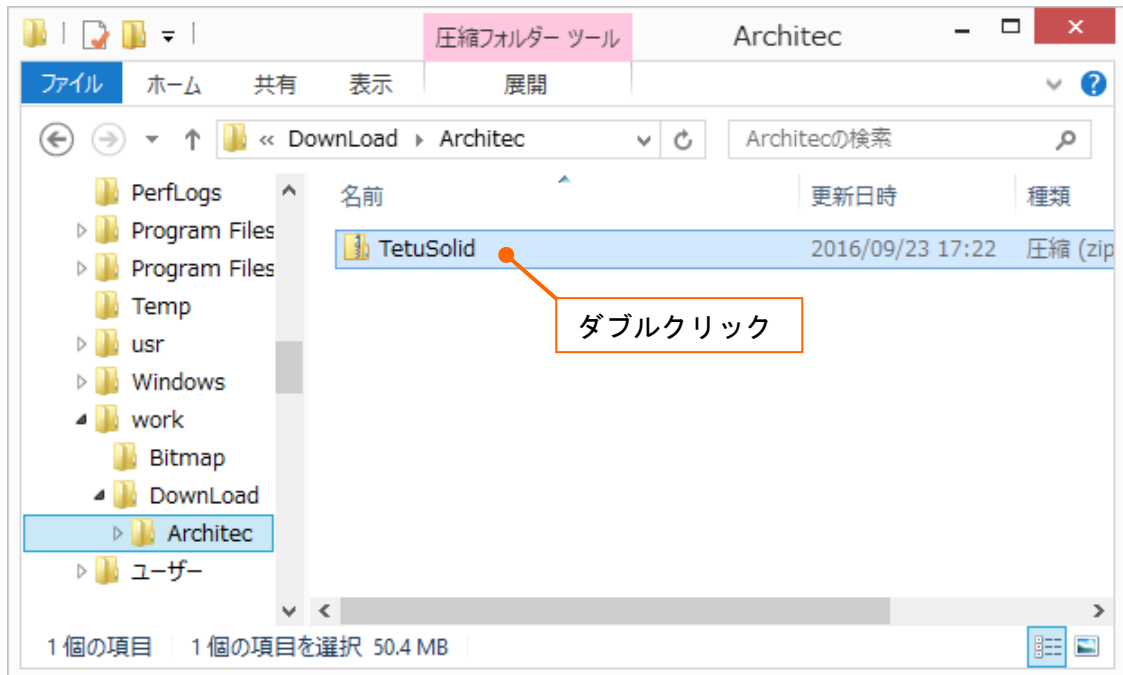 圧縮フォルダー ツール
Architec
ファイル
ホーム
共有
表示
展開
« DownLoad Architec
Architecの検索
PerfLogs
Program Files
Program Files
Temp
usr
Windows
work
Bitmap
DownLoad
Architec
ユーザー
名前
更新日時
種類
TetuSolid
2016/09/23 17:22
圧縮 (zip
ダブルクリック
1 個の項目
1 個の項目を選択 50.4 MB